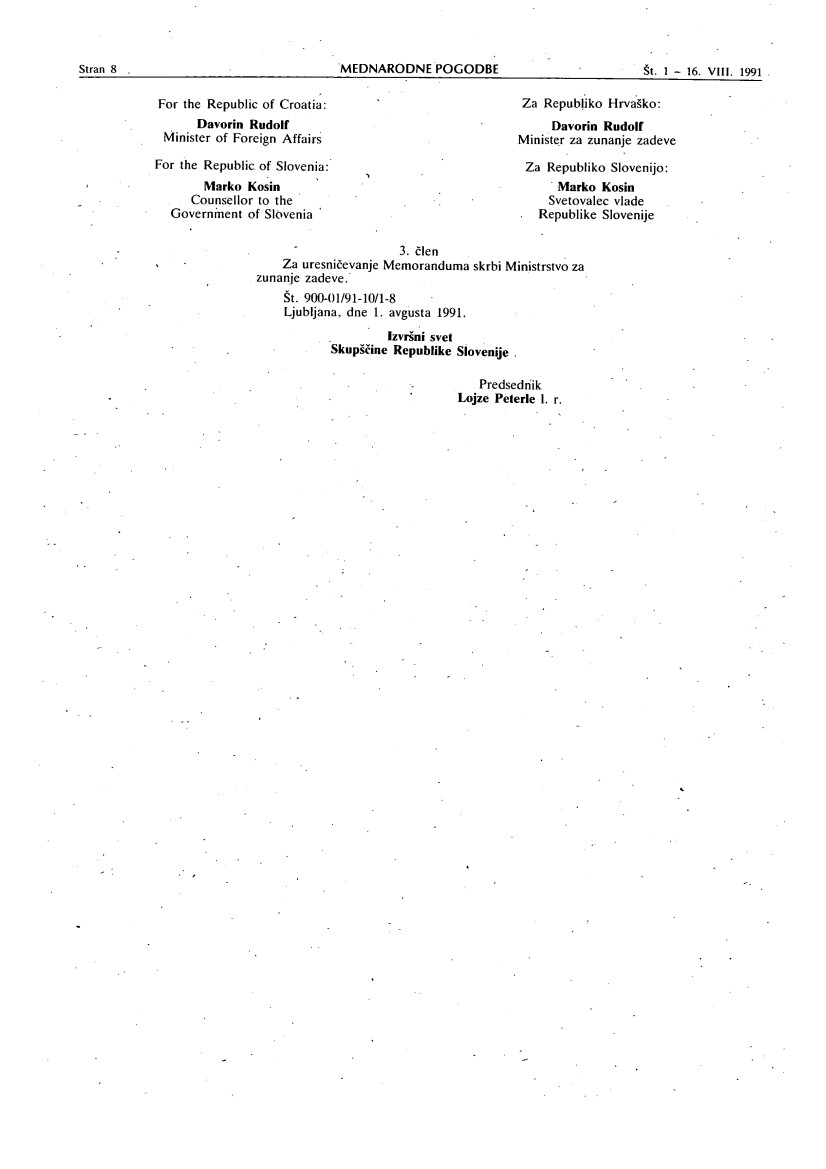 Stran 8 MEDNARODNE POGODBE Št. 1 – 16. VIII. 1991
For the Republic of Croatia:
Davorin Rudolf
Minister of Foreign Affairs
For the Republic of Slovenia:
Marko Kosin
Counsellor to the
Government of Slovenia
Za Republiko Hrvaško:
Davorin Rudolf
Minister za zunanje zadeve
Za Republiko Slovenijo:
Marko Kosin
Svetovalec vlade
Republike Slovenije
3. člen
Za uresničevanje Memoranduma skrbi Ministrstvo za
zunanje zadeve.
Št. 900-01/91-10/1-8
Ljubljana, dne 1. avgusta 1991.
Izvršni svet
Skupščine Republike Slovenije
Predsednik
Lojze Peterle l. r.